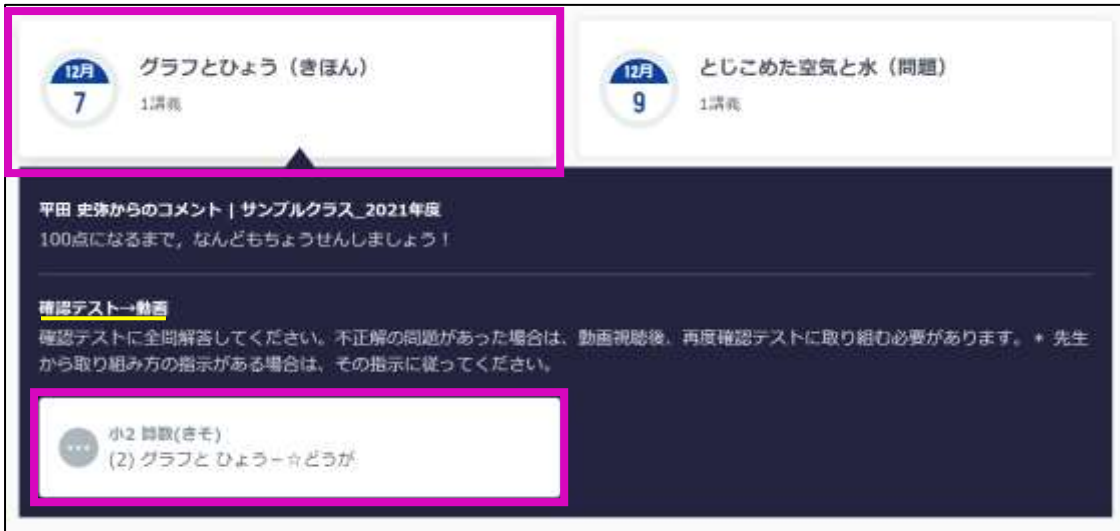 12月
7
グラフとひょう（きほん）
1講義
12月
9
とじこめた空気と水（問題）
1講義
平田 史弥からのコメント | サンプルクラス_2021年度
100点になるまで，なんどもちょうせんしましょう！
確認テスト→動画
確認テストに全問解答してください。不正解の問題があった場合は、動画視聴後、再度確認テストに取り組む必要があります。* 先生
から取り組み方の指示がある場合は、その指示に従ってください。
小2 算数(きそ)
(2) グラフと ひょうー☆どうが